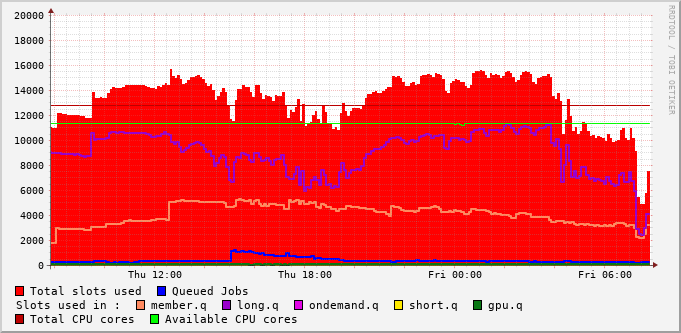 20000
18000
16000
14000
12000
10000
8000
6000
4000
2000
0
Thu 12:00 Thu 18:00 Fri 00:00 Fri 06:00
RRDTOOL / TOBI OETIKER
Total slots used Queued Jobs
Slots used in : member.q long.q ondemand.q short.q gpu.q
Total CPU cores Available CPU cores